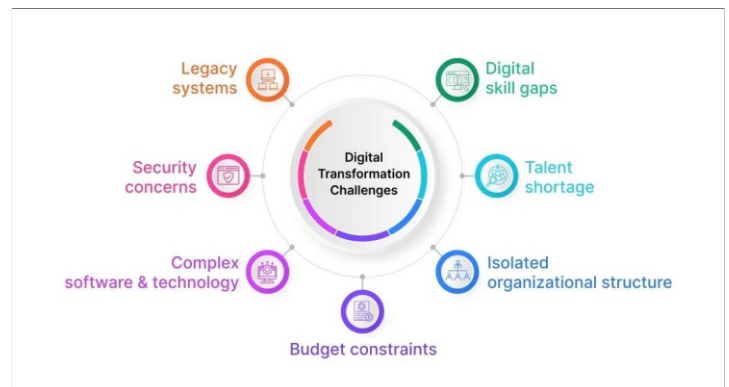 Legacy
systems
Digital
skill gaps
Digital
Transformation
Challenges
Security
concerns
Talent
shortage
Complex
software & technology
Isolated
organizational structure
Budget constraints